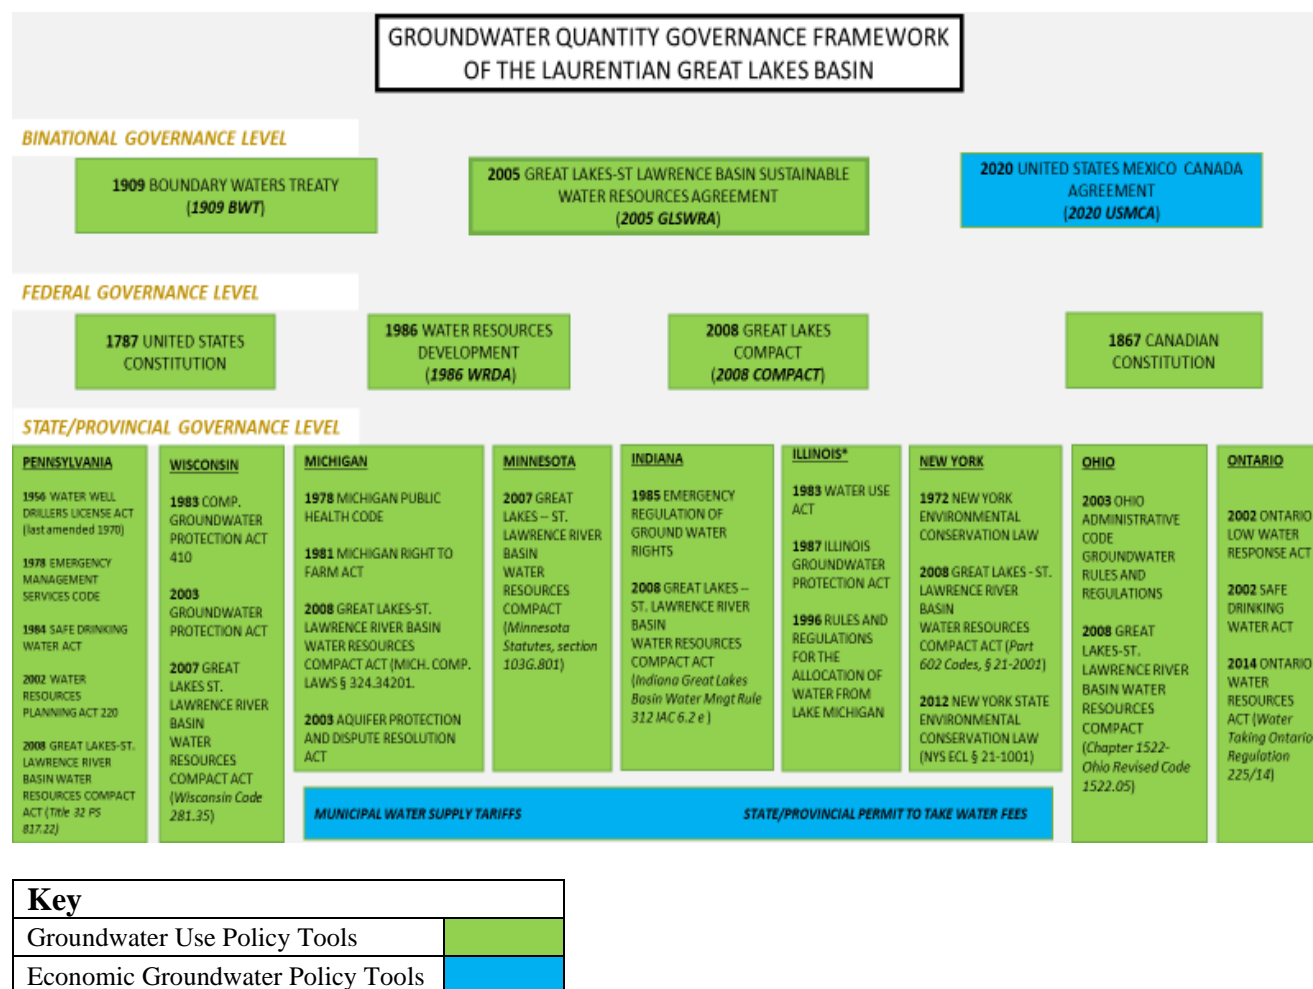 GROUNDWATER QUANTITY GOVERNANCE FRAMEWORK
OF THE LAURENTIAN GREAT LAKES BASIN
BINATIONAL GOVERNANCE LEVEL
1909 BOUNDARY WATERS TREATY
(1909 BWT)
2005 GREAT LAKES-ST LAWRENCE BASIN SUSTAINABLE
WATER RESOURCES AGREEMENT
(2005 GLSWRA)
2020 UNITED STATES MEXICO CANADA
AGREEMENT
(2020 USMCA)
FEDERAL GOVERNANCE LEVEL
1787 UNITED STATES
CONSTITUTION
1986 WATER RESOURCES
DEVELOPMENT
(1986 WRDA)
2008 GREAT LAKES
COMPACT
(2008 COMPACT)
1867 CANADIAN
CONSTITUTION
STATE/PROVINCIAL GOVERNANCE LEVEL
PENNSYLVANIA
1956 WATER WELL
DRILLERS LICENSE ACT
(last amended 1970)
1978 EMERGENCY
MANAGEMENT
SERVICES CODE
1984 SAFE DRINKING
WATER ACT
2002 WATER
RESOURCES
PLANNING ACT 220
2008 GREAT LAKES-ST.
LAWRENCE RIVER
BASIN WATER
RESOURCES COMPACT
ACT (Title 32 PS
817.22)
WISCONSIN
1983 COMP.
GROUNDWATER
PROTECTION ACT
410
2003
GROUNDWATER
PROTECTION ACT
2007 GREAT
LAKES ST.
LAWRENCE RIVER
BASIN
WATER
RESOURCES
COMPACT ACT
(Wisconsin Code
281.35)
MICHIGAN
1978 MICHIGAN PUBLIC
HEALTH CODE
1981 MICHIGAN RIGHT TO
FARM ACT
2008 GREAT LAKES-ST.
LAWRENCE RIVER BASIN
WATER RESOURCES
COMPACT ACT (MICH. COMP.
LAWS § 324.34201.
2003 AQUIFER PROTECTION
AND DISPUTE RESOLUTION
ACT
MINNESOTA
2007 GREAT
LAKES – ST.
LAWRENCE RIVER
BASIN
WATER
RESOURCES
COMPACT
(Minnesota
Statutes, section
103G.801)
INDIANA
1985 EMERGENCY
REGULATION OF
GROUND WATER
RIGHTS
2008 GREAT LAKES –
ST. LAWRENCE RIVER
BASIN
WATER RESOURCES
COMPACT ACT
(Indiana Great Lakes
Basin Water Mngt Rule
312 IAC 6.2 e )
ILLINOIS*
1983 WATER USE
ACT
1987 ILLINOIS
GROUNDWATER
PROTECTION ACT
1996 RULES AND
REGULATIONS
FOR THE
ALLOCATION OF
WATER FROM
LAKE MICHIGAN
NEW YORK
1972 NEW YORK
ENVIRONMENTAL
CONSERVATION LAW
2008 GREAT LAKES - ST.
LAWRENCE RIVER
BASIN
WATER RESOURCES
COMPACT ACT (Part
602 Codes, § 21-2001)
2012 NEW YORK STATE
ENVIRONMENTAL
CONSERVATION LAW
(NYS ECL § 21-1001)
OHIO
2003 OHIO
ADMINISTRATIVE
CODE
GROUNDWATER
RULES AND
REGULATIONS
2008 GREAT
LAKES-ST.
LAWRENCE RIVER
BASIN WATER
RESOURCES
COMPACT
(Chapter 1522-
Ohio Revised Code
1522.05)
ONTARIO
2002 ONTARIO
LOW WATER
RESPONSE ACT
2002 SAFE
DRINKING
WATER ACT
2014 ONTARIO
WATER
RESOURCES
ACT (Water
Taking Ontario
Regulation
225/14)
MUNICIPAL WATER SUPPLY TARIFFS
STATE/PROVINCIAL PERMIT TO TAKE WATER FEES
Key
Groundwater Use Policy Tools
Economic Groundwater Policy Tools